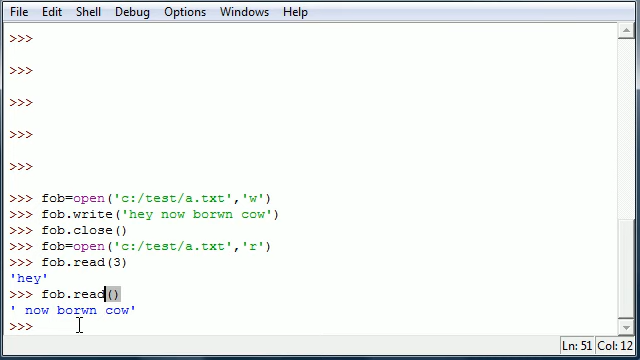 File Edit Shell Debug Options Windows Help
>>>
>>>
>>>
>>>
>>>
>>> fob=open('c:/test/a.txt','w')
>>> fob.write('hey now borwn cow')
>>> fob.close()
>>> fob=open('c:/test/a.txt','r')
>>> fob.read(3)
'hey'
>>> fob.read()
' now borwn cow'
>>>
Ln: 51 Col: 12